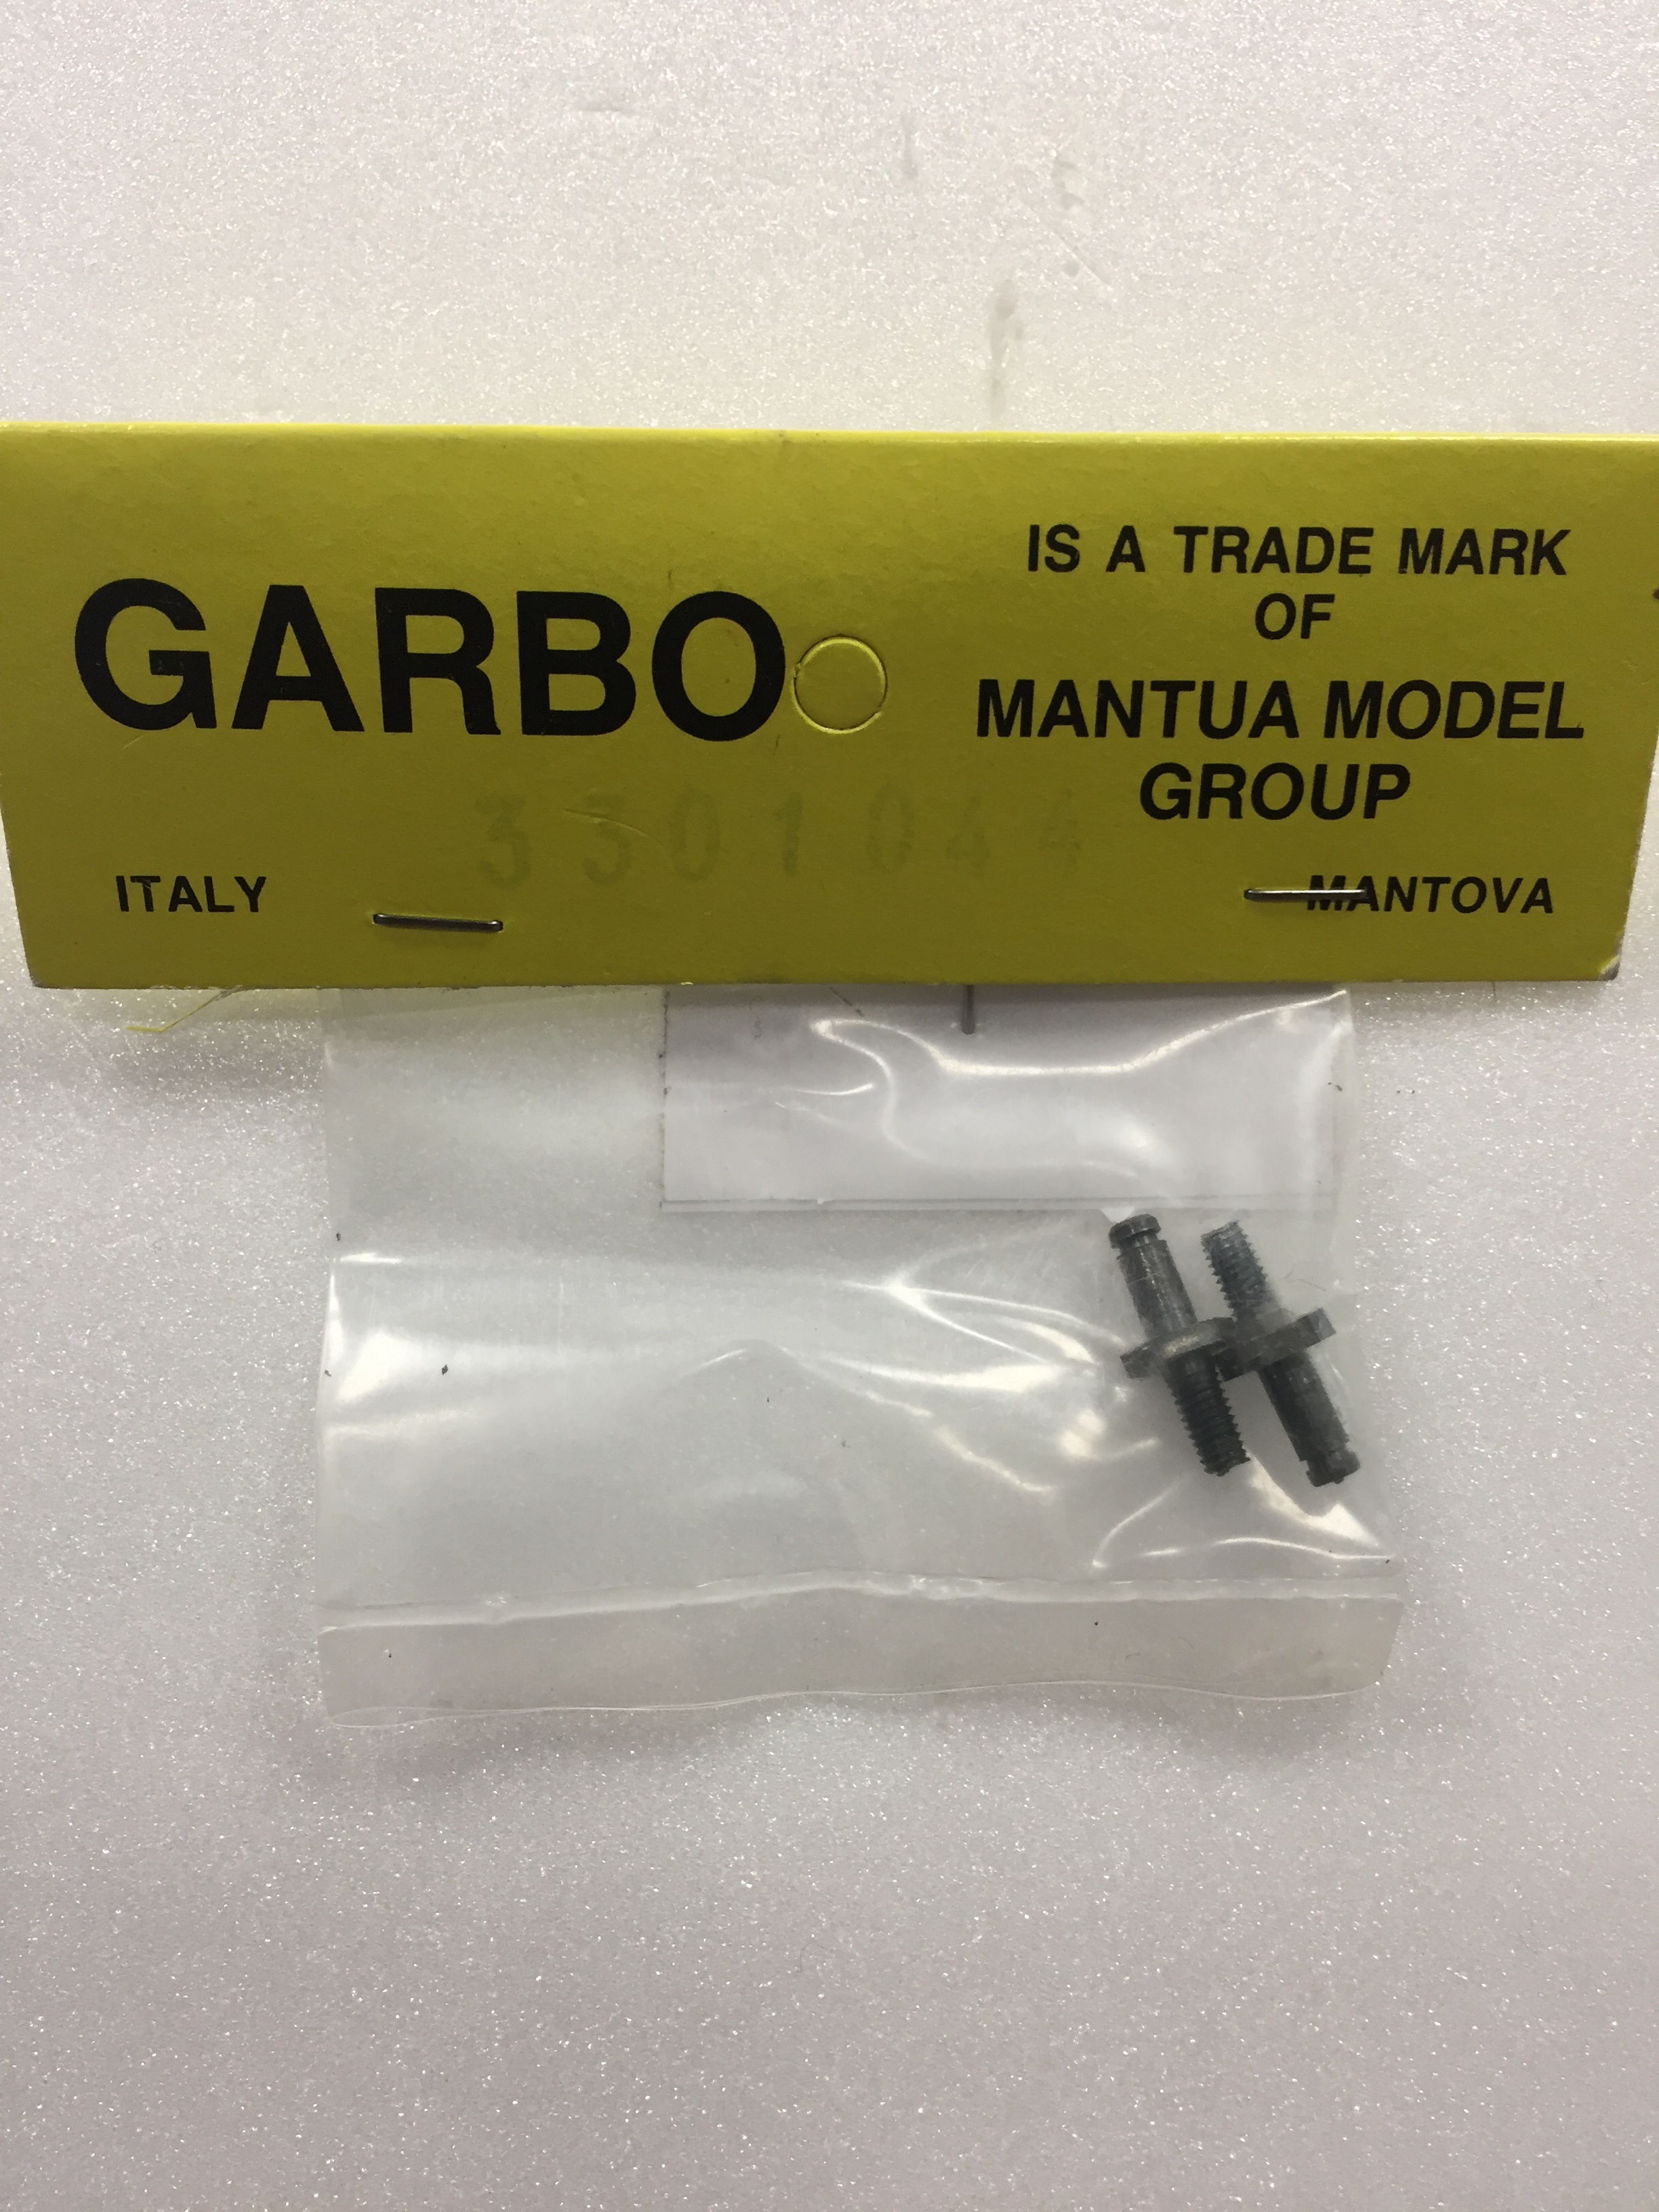 GARBO
IS A TRADE MARK
OF
MANTUA MODEL
GROUP
3301044
ITALY
MANTOVA